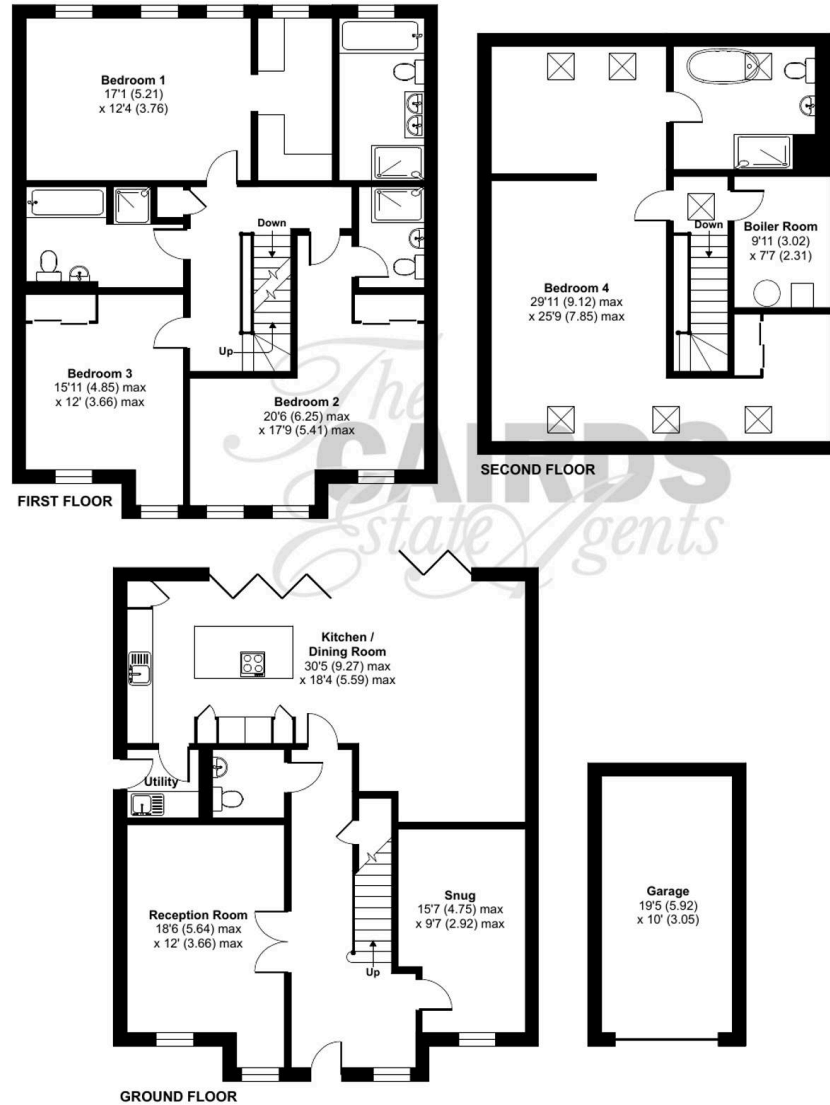 Bedroom 1
17'1 (5.21)
x 12'4 (3.76)
Down
Up
Bedroom 3
15'11 (4.85) max
x 12' (3.66) max
Bedroom 2
20'6 (6.25) max
x 17'9 (5.41) max
FIRST FLOOR
Down
Boiler Room
9'11 (3.02)
x 7'7 (2.31)
Bedroom 4
29'11 (9.12) max
x 25'9 (7.85) max
SECOND FLOOR
The
CAIRDS
Estate Agents
Kitchen /
Dining Room
30'5 (9.27) max
x 18'4 (5.59) max
Utility
Reception Room
18'6 (5.64) max
x 12' (3.66) max
Snug
15'7 (4.75) max
x 9'7 (2.92) max
Up
GROUND FLOOR
Garage
19'5 (5.92)
x 10' (3.05)